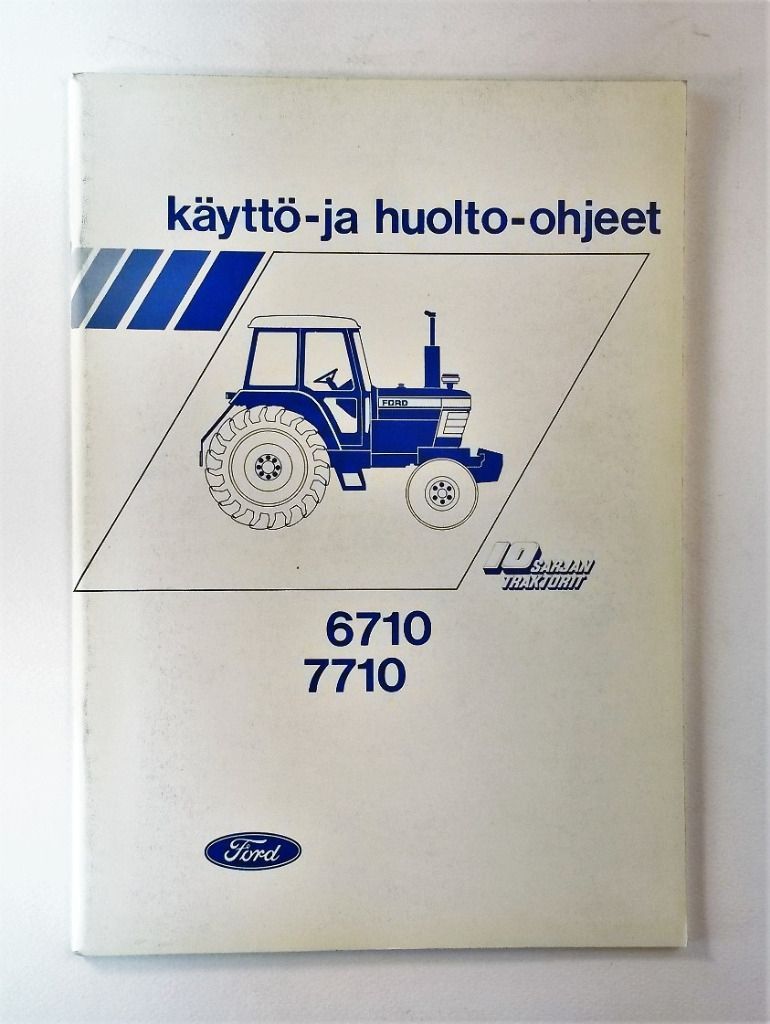 käyttö-ja huolto-ohjeet
FORD
10 SARJAN
TRAKTORIT
6710
7710
Ford